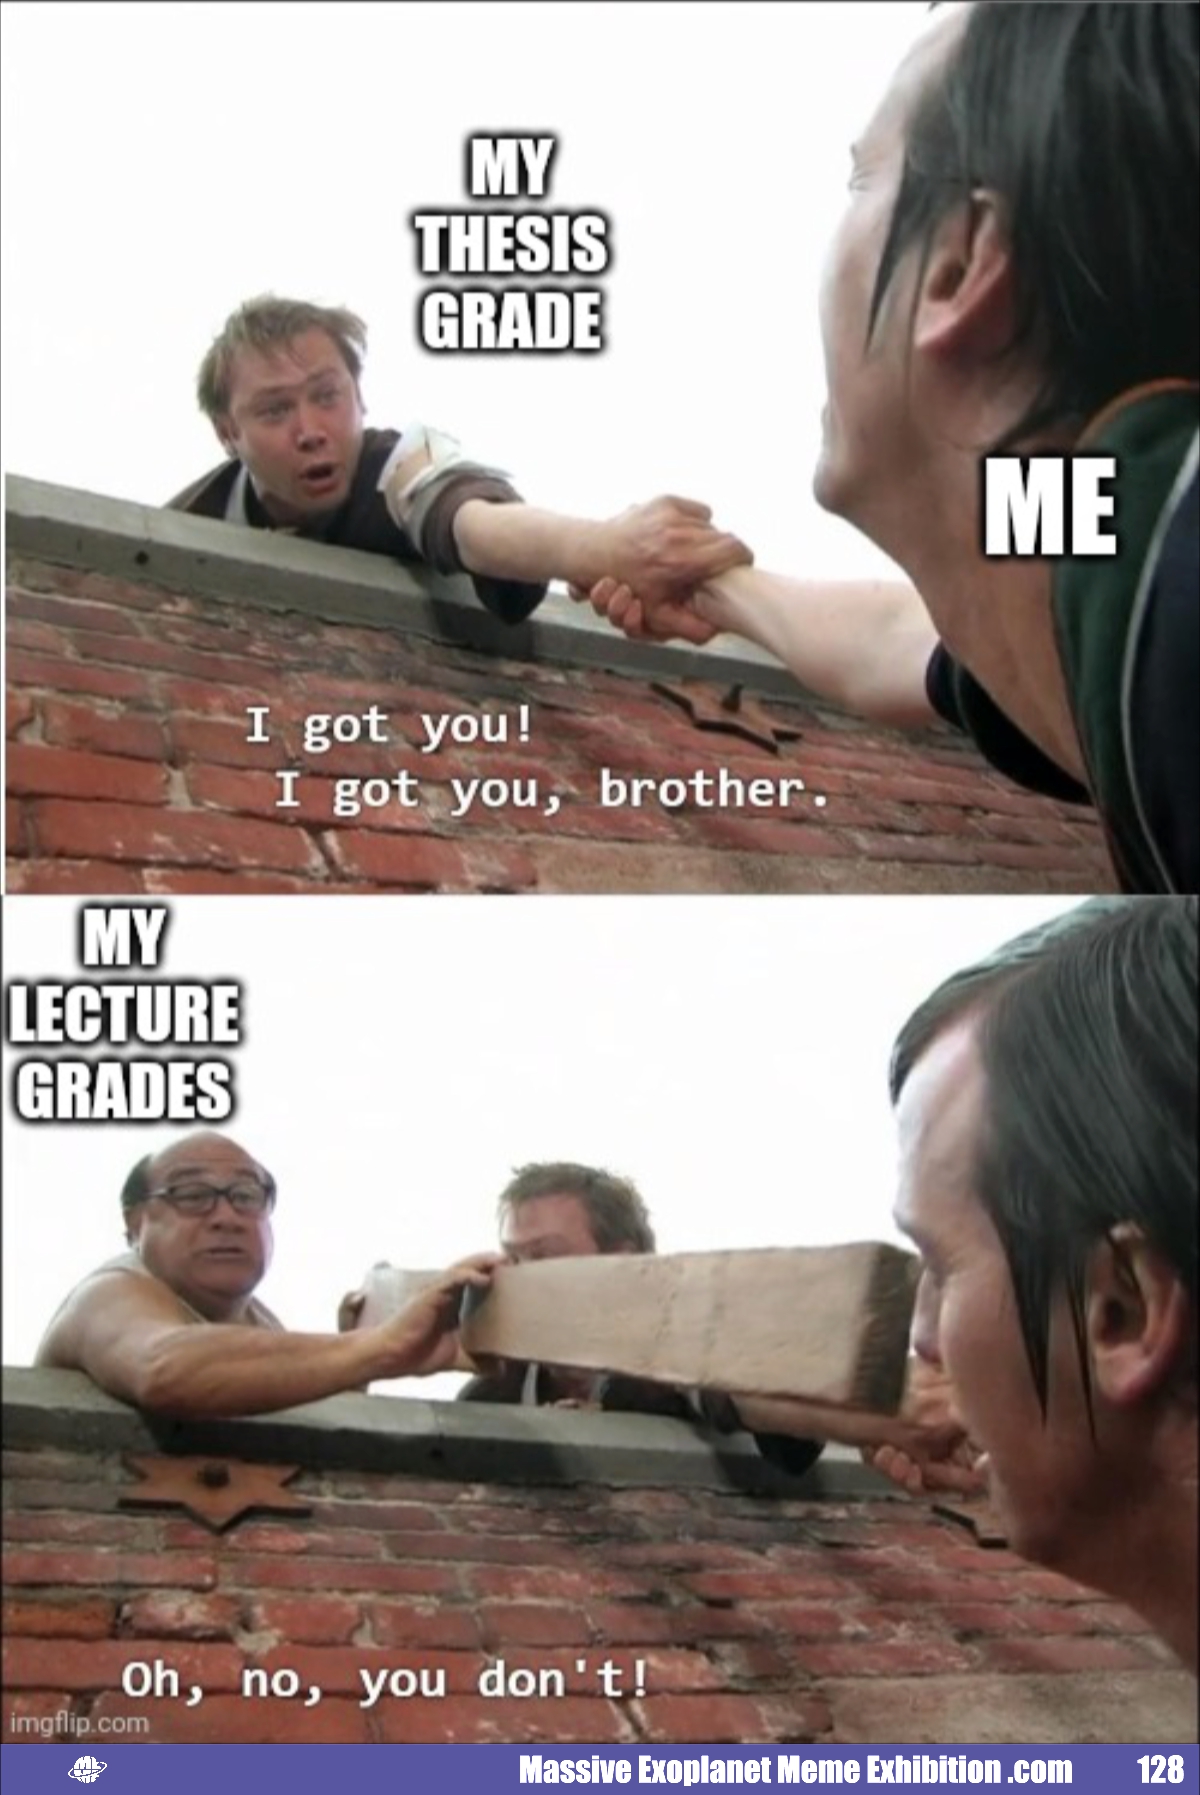 MY
THESIS
GRADE
ME
I got you!
I got you, brother.
MY
LECTURE
GRADES
Oh, no, you don't!
imgflip.com
Massive Exoplanet Meme Exhibition .com 128